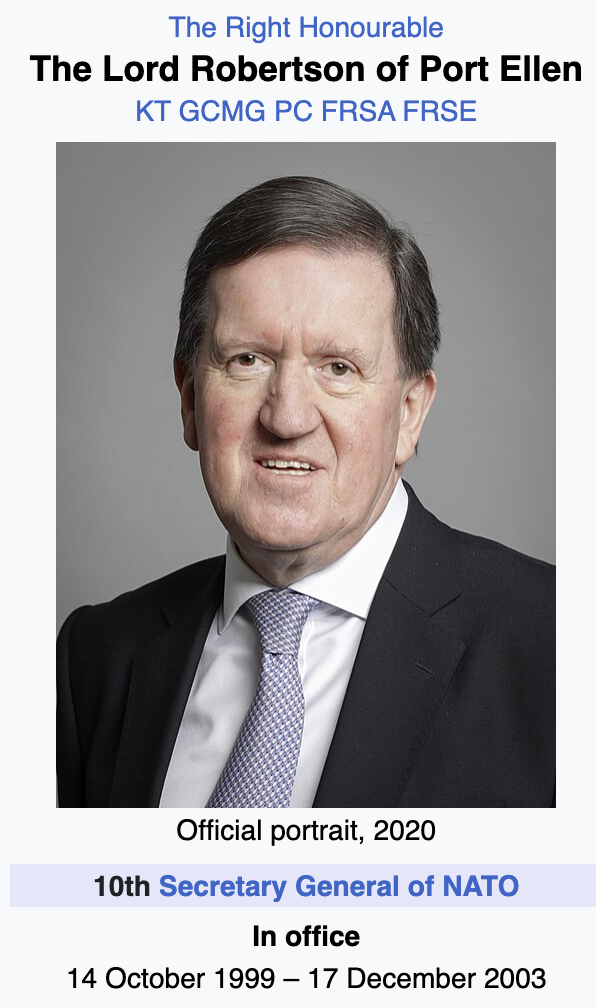 The Right Honourable
The Lord Robertson of Port Ellen
KT GCMG PC FRSA FRSE
Official portrait, 2020
10th Secretary General of NATO
In office
14 October 1999 – 17 December 2003